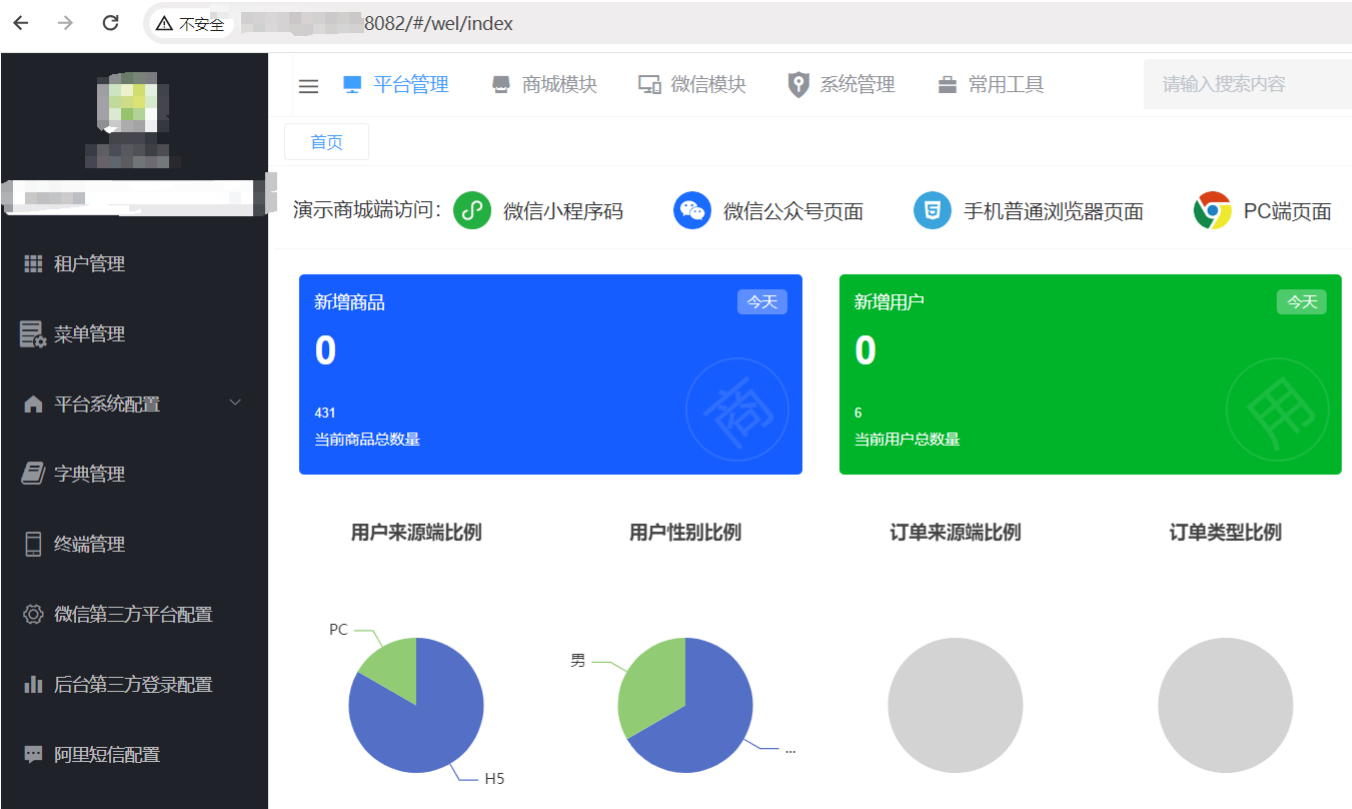 不安全 8082/#/wel/index
平台管理 商城模块 微信模块 系统管理 常用工具 请输入搜索内容
首页
演示商城端访问： 微信小程序码 微信公众号页面 手机普通浏览器页面 PC端页面
租户管理
菜单管理
平台系统配置
字典管理
终端管理
微信第三方平台配置
后台第三方登录配置
阿里短信配置
新增商品 今天
0
431
当前商品总数量
商
新增用户 今天
0
6
当前用户总数量
用
用户来源端比例 用户性别比例 订单来源端比例 订单类型比例
PC
男
...
H5